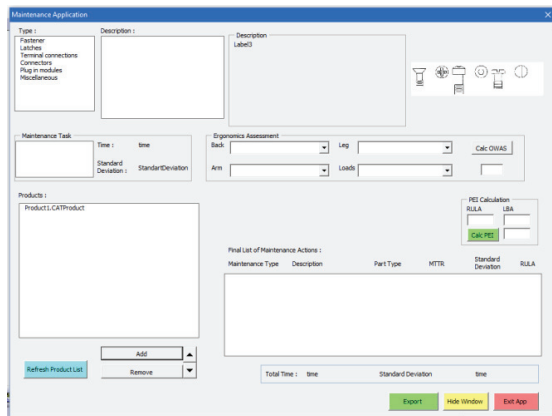 Maintenance Application
Type :
Fastener
Latches
Terminal connections
Connectors
Plug in modules
Miscellaneous
Description :
Description
Label3
Maintenance Task
Time : time
Standard Deviation : StandartDeviation
Ergonomics Assessment
Back Leg Calc OWAS
Arm Loads
Products :
Product1.CATProduct
PEI Calculation
RULA LBA
Calc PEI
Final List of Maintenance Actions :
Maintenance Type Description Part Type MTTR Standard Deviation RULA
Add
Remove
Refresh Product List
Total Time : time Standard Deviation time
Export Hide Window Exit App